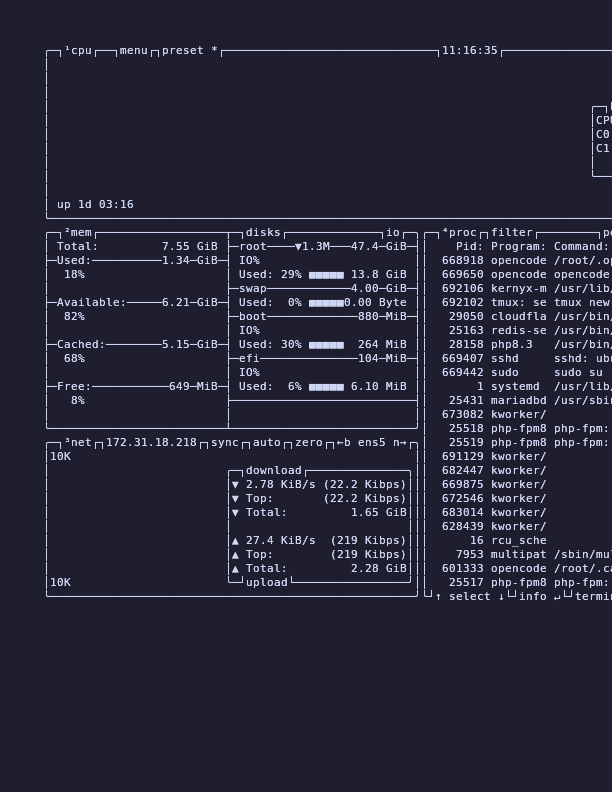 ¹cpu menu preset * 11:16:35
CPU
C0
C1
up 1d 03:16
²mem
Total: 7.55 GiB
Used: 1.34 GiB
18%
Available: 6.21 GiB
82%
Cached: 5.15 GiB
68%
Free: 649 MiB
8%
disks io
root ▼1.3M 47.4 GiB
IO%
Used: 29% ■■■■■ 13.8 GiB
swap 4.00 GiB
Used: 0% ■■■■■0.00 Byte
boot 880 MiB
IO%
Used: 30% ■■■■■ 264 MiB
efi 104 MiB
IO%
Used: 6% ■■■■■ 6.10 MiB
³net 172.31.18.218 sync auto zero ←b ens5 n→
10K
download
▼ 2.78 KiB/s (22.2 Kibps)
▼ Top: (22.2 Kibps)
▼ Total: 1.65 GiB
▲ 27.4 KiB/s (219 Kibps)
▲ Top: (219 Kibps)
▲ Total: 2.28 GiB
10K upload
⁴proc filter
Pid: Program: Command:
668918 opencode /root/.op
669650 opencode opencode
692106 kernyx-m /usr/lib/
692102 tmux: se tmux new
29050 cloudfla /usr/bin/
25163 redis-se /usr/bin/
28158 php8.3 /usr/bin/
669407 sshd sshd: ubu
669442 sudo sudo su
1 systemd /usr/lib/
25431 mariadbd /usr/sbin
673082 kworker/
25518 php-fpm8 php-fpm:
25519 php-fpm8 php-fpm:
691129 kworker/
682447 kworker/
669875 kworker/
672546 kworker/
683014 kworker/
628439 kworker/
16 rcu_sche
7953 multipat /sbin/mul
601333 opencode /root/.ca
25517 php-fpm8 php-fpm:
↑ select ↓ info ↵ termin